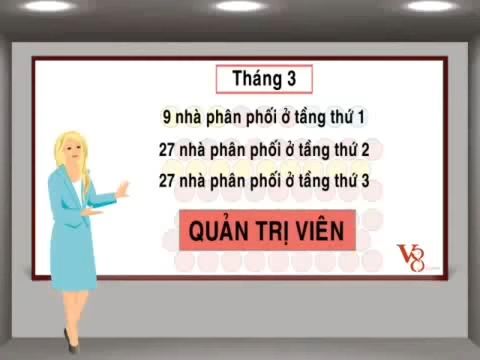 Tháng 3
9 nhà phân phối ở tầng thứ 1
27 nhà phân phối ở tầng thứ 2
27 nhà phân phối ở tầng thứ 3
QUẢN TRỊ VIÊN